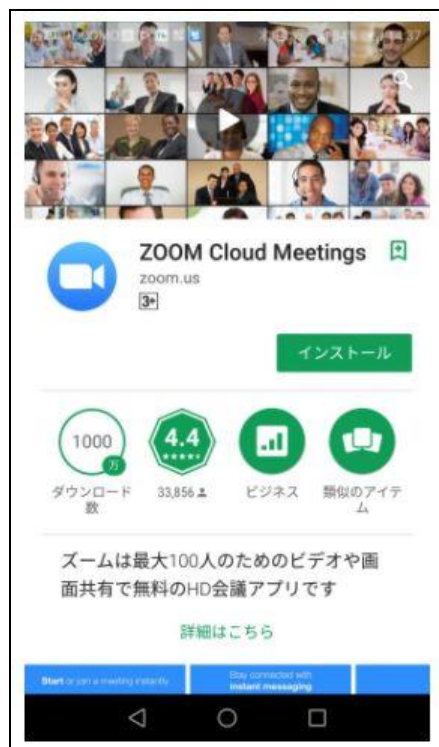 ZOOM Cloud Meetings
zoom.us
3+
インストール
1000
万
4.4
ダウンロード
数
33,856
ビジネス
類似のアイテ
ム
ズームは最大100人のためのビデオや画
面共有で無料のHD会議アプリです
詳細はこちら
Start or join a meeting instantly
Stay connected with
instant messaging